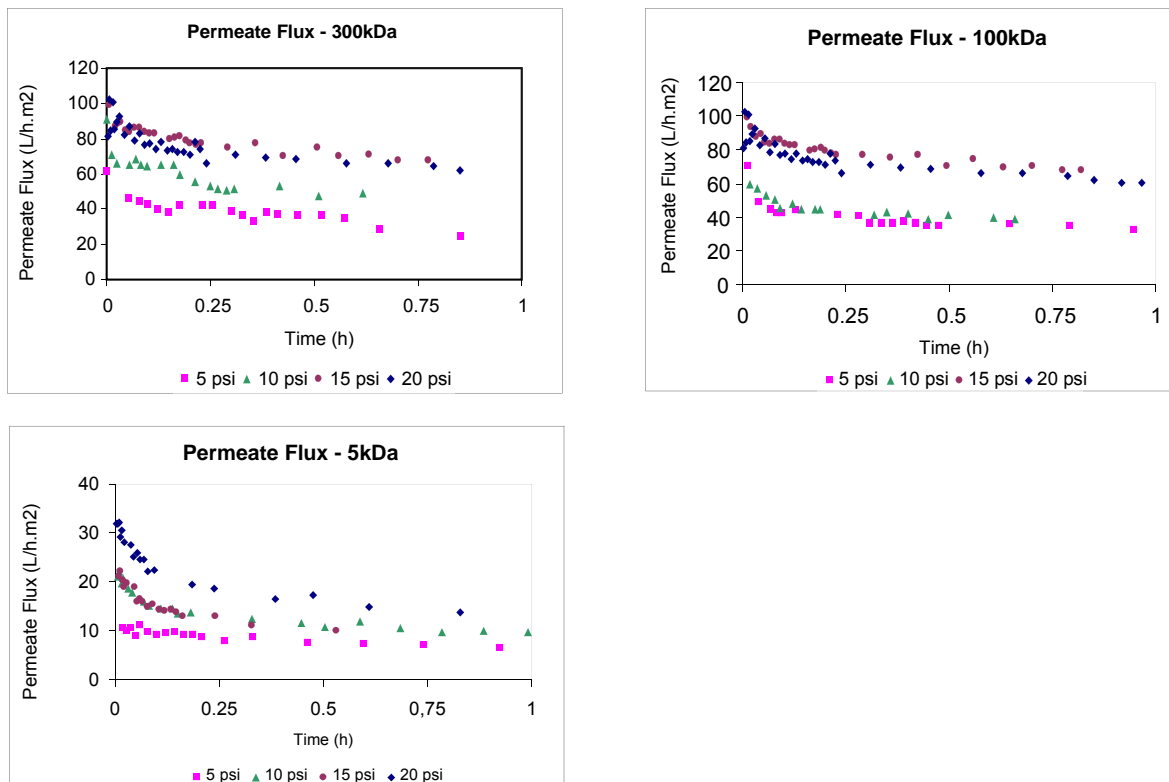 Permeate Flux - 300kDa
Permeate Flux (L/h.m2)
120
100
80
60
40
20
0
0 0.25 0.5 0.75 1
Time (h)
5 psi 10 psi 15 psi 20 psi
Permeate Flux - 100kDa
Permeate Flux (L/h.m2)
120
100
80
60
40
20
0
0 0.25 0.5 0.75 1
Time (h)
5 psi 10 psi 15 psi 20 psi
Permeate Flux - 5kDa
Permeate Flux (L/h.m2)
40
30
20
10
0
0 0.25 0.5 0,75 1
Time (h)
5 psi 10 psi 15 psi 20 psi